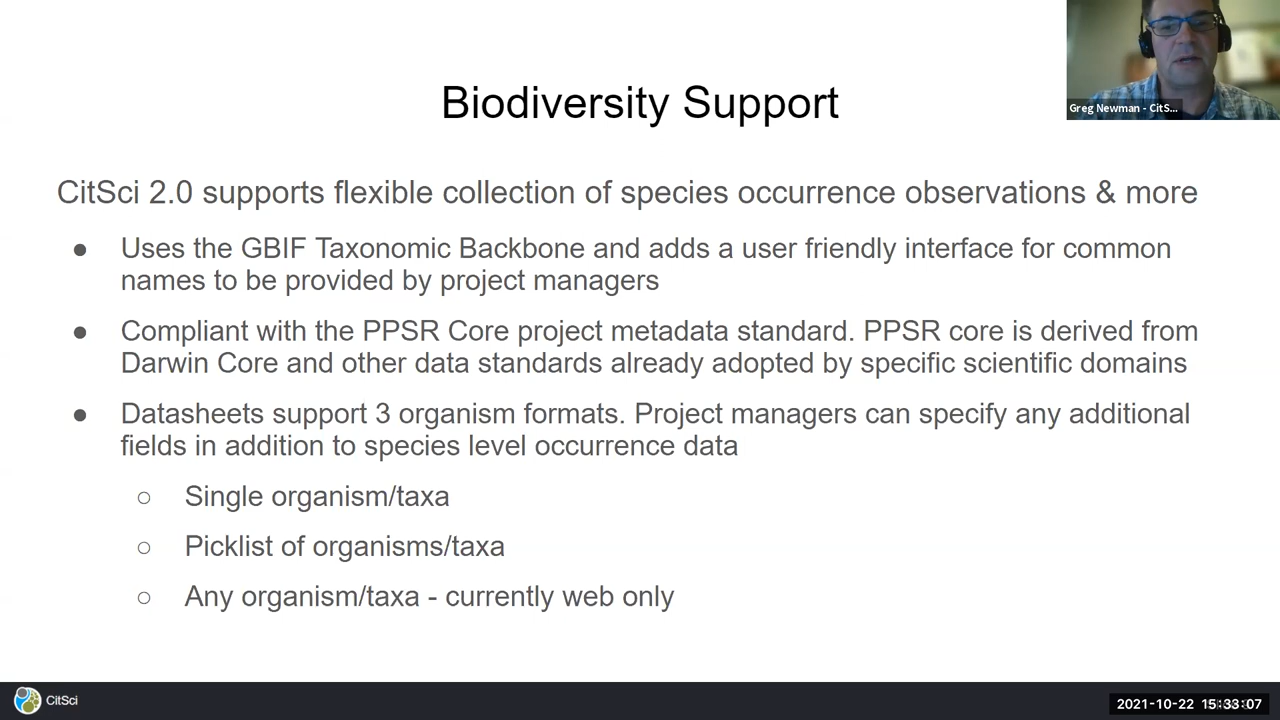 Greg Newman - CitS...
Biodiversity Support
CitSci 2.0 supports flexible collection of species occurrence observations & more
● Uses the GBIF Taxonomic Backbone and adds a user friendly interface for common
names to be provided by project managers
● Compliant with the PPSR Core project metadata standard. PPSR core is derived from
Darwin Core and other data standards already adopted by specific scientific domains
● Datasheets support 3 organism formats. Project managers can specify any additional
fields in addition to species level occurrence data
○ Single organism/taxa
○ Picklist of organisms/taxa
○ Any organism/taxa - currently web only
CitSci
2021-10-22 15:33:07